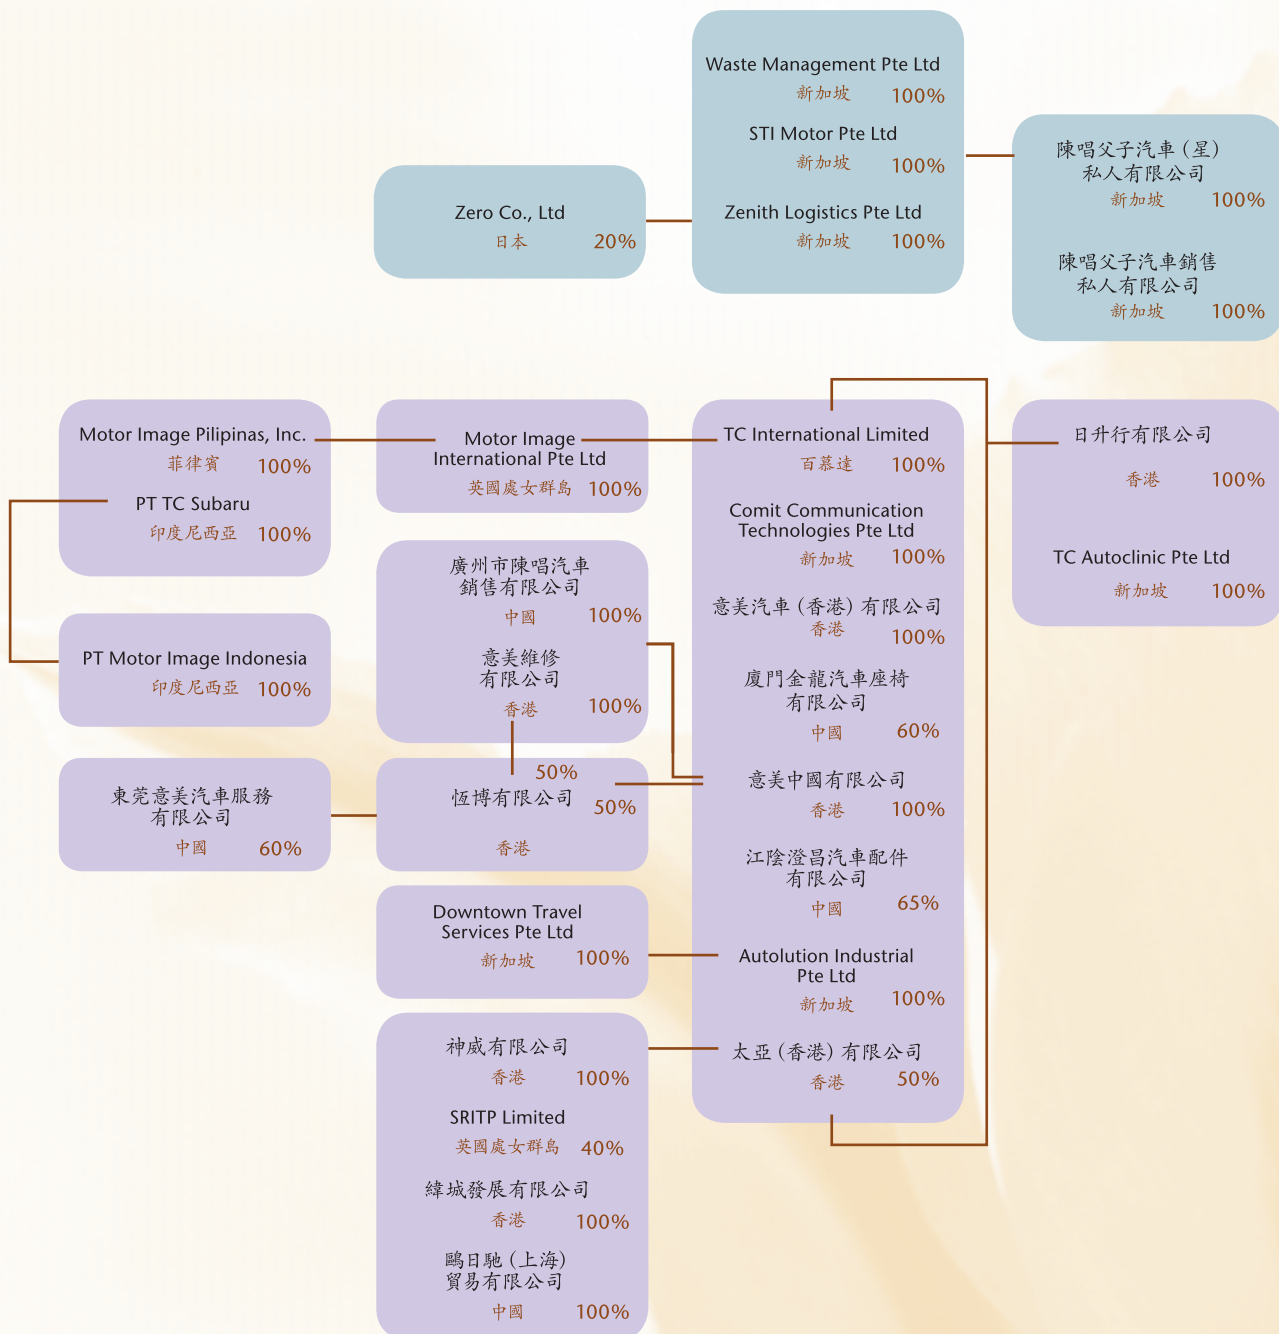 Waste Management Pte Ltd
新加坡 100%
STI Motor Pte Ltd
新加坡 100%
Zenith Logistics Pte Ltd
新加坡 100%
陳唱父子汽車（星）
私人有限公司
新加坡 100%
陳唱父子汽車銷售
私人有限公司
新加坡 100%
Zero Co., Ltd
日本 20%
Motor Image Pilipinas, Inc.
菲律賓 100%
PT TC Subaru
印度尼西亞 100%
PT Motor Image Indonesia
印度尼西亞 100%
東莞意美汽車服務
有限公司
中國 60%
Motor Image
International Pte Ltd
英國處女群島 100%
廣州市陳唱汽車
銷售有限公司
中國 100%
意美維修
有限公司
香港 100%
50%
恆博有限公司 50%
香港
Downtown Travel
Services Pte Ltd
新加坡 100%
神威有限公司
香港 100%
SRITP Limited
英國處女群島 40%
緯城發展有限公司
香港 100%
鷗日馳（上海）
貿易有限公司
中國 100%
TC International Limited
百慕達 100%
Comit Communication
Technologies Pte Ltd
新加坡 100%
意美汽車（香港）有限公司
香港 100%
廈門金龍汽車座椅
有限公司
中國 60%
意美中國有限公司
香港 100%
江陰澄昌汽車配件
有限公司
中國 65%
Autolution Industrial
Pte Ltd
新加坡 100%
太亞（香港）有限公司
香港 50%
日升行有限公司
香港 100%
TC Autoclinic Pte Ltd
新加坡 100%